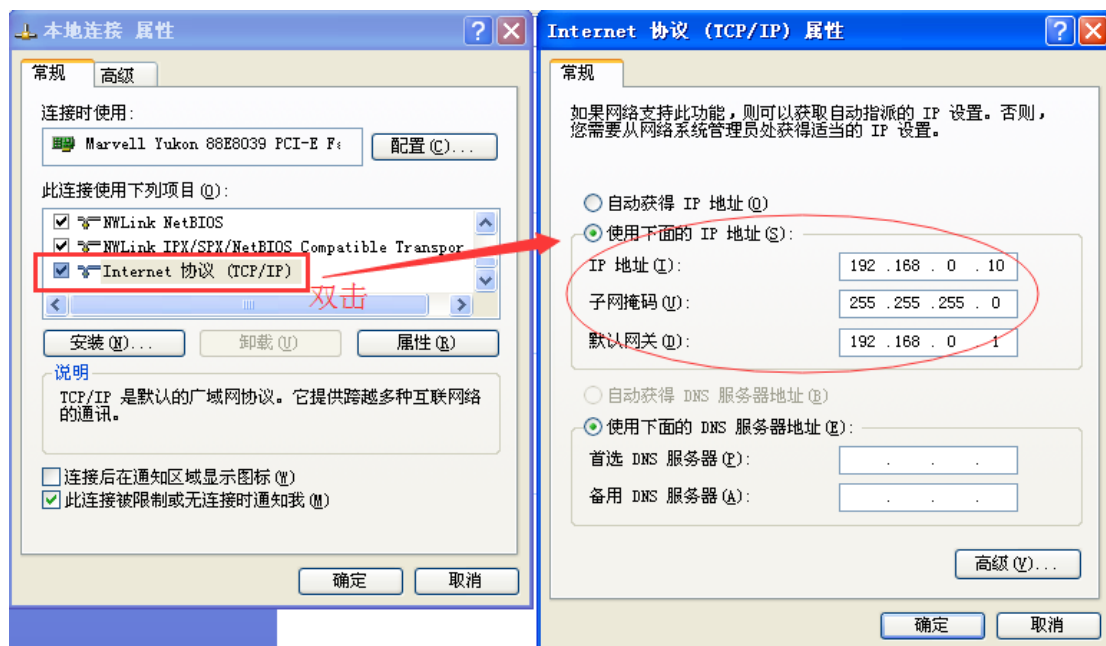 本地连接 属性
常规
高级
连接时使用:
Marvell Yukon 88E8039 PCI-E F
配置(C)...
此连接使用下列项目(O):
NWLink NetBIOS
NWLink IPX/SPX/NetBIOS Compatible Transpor
Internet 协议 (TCP/IP)
双击
安装(N)...
卸载(U)
属性(R)
说明
TCP/IP 是默认的广域网协议。它提供跨越多种互联网络
的通讯。
连接后在通知区域显示图标(W)
此连接被限制或无连接时通知我(M)
确定
取消
Internet 协议 (TCP/IP) 属性
常规
如果网络支持此功能，则可以获取自动指派的 IP 设置。否则，
您需要从网络系统管理员处获得适当的 IP 设置。
自动获得 IP 地址(O)
使用下面的 IP 地址(S):
IP 地址(I): 192 .168 . 0 . 10
子网掩码(U): 255 .255 .255 . 0
默认网关(D): 192 .168 . 0 . 1
自动获得 DNS 服务器地址(B)
使用下面的 DNS 服务器地址(E):
首选 DNS 服务器(P): . . .
备用 DNS 服务器(A): . . .
高级(V)...
确定
取消